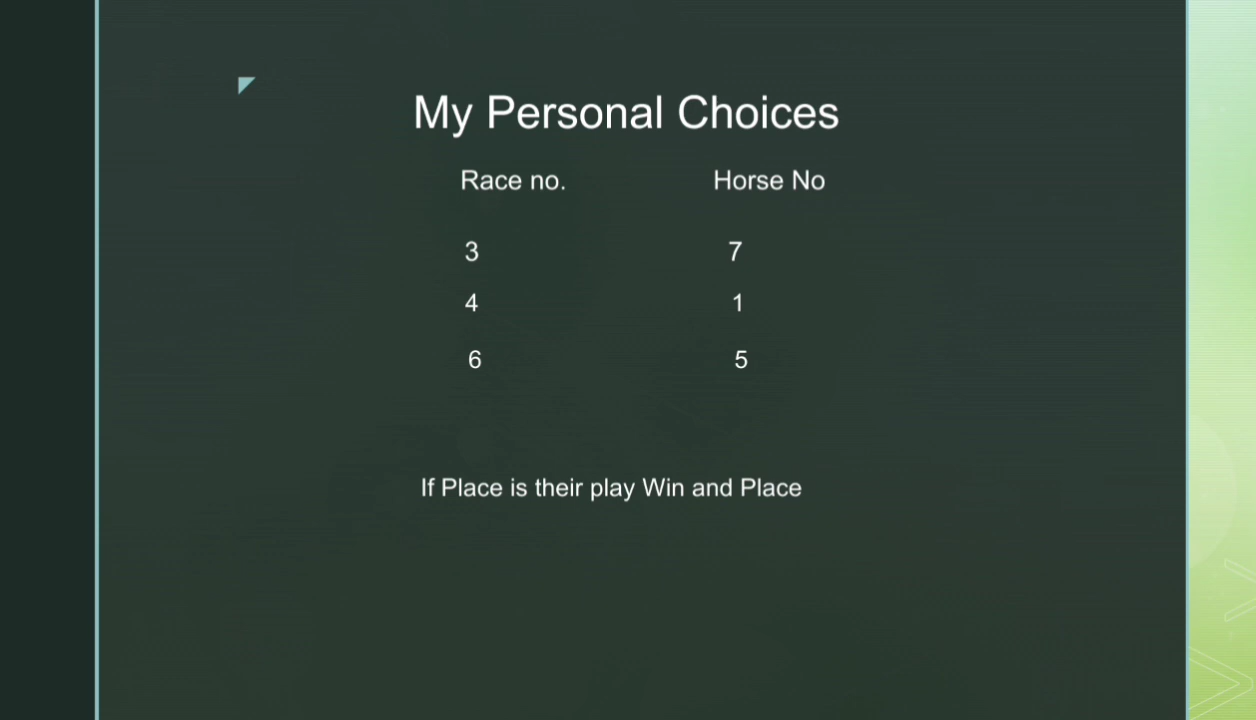 My Personal Choices
Race no. Horse No
3 7
4 1
6 5
If Place is their play Win and Place